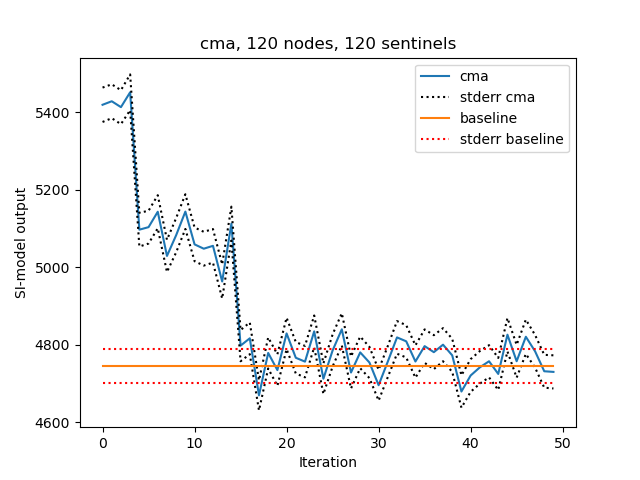 cma, 120 nodes, 120 sentinels
cma
stderr cma
baseline
stderr baseline
SI-model output
5400
5200
5000
4800
4600
0 10 20 30 40 50
Iteration